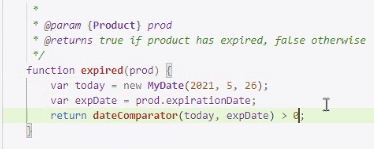 *
* @param {Product} prod
* @returns true if product has expired, false otherwise
*/
function expired(prod) {
var today = new MyDate(2021, 5, 26);
var expDate = prod.expirationDate;
return dateComparator(today, expDate) > 0;
}